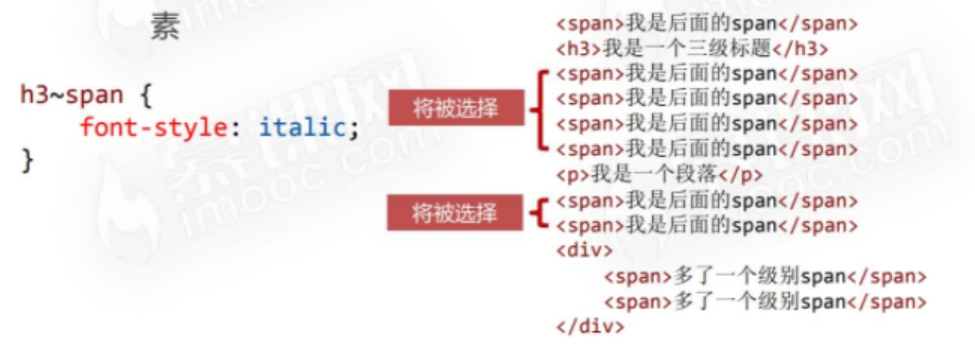 素
h3~span {
    font-style: italic;
}
将被选择
将被选择
<span>我是后面的span</span>
<h3>我是一个三级标题</h3>
<span>我是后面的span</span>
<span>我是后面的span</span>
<span>我是后面的span</span>
<span>我是后面的span</span>
<p>我是一个段落</p>
<span>我是后面的span</span>
<span>我是后面的span</span>
<div>
    <span>多了一个级别span</span>
    <span>多了一个级别span</span>
</div>
慕课网
imooc.com